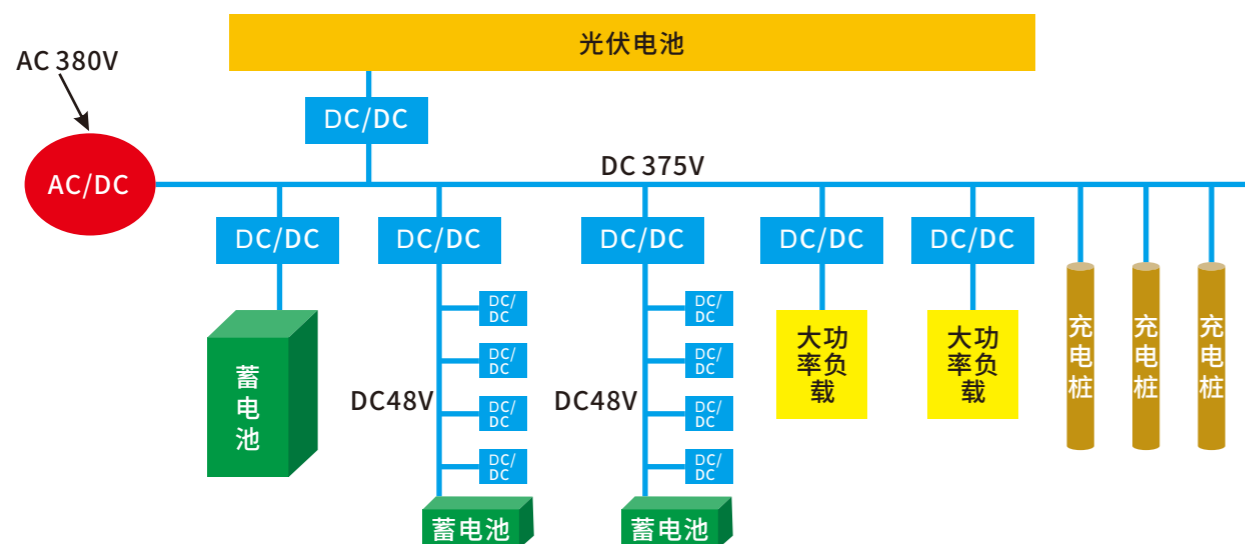 光伏电池
AC 380V
DC/DC
AC/DC
DC 375V
DC/DC
DC/DC
DC/DC
DC/DC
DC/DC
DC/
DC
DC/
DC
DC/
DC
DC/
DC
DC/
DC
DC/
DC
DC/
DC
DC/
DC
DC48V
DC48V
蓄
电
池
大功
率负
载
大功
率负
载
充
电
桩
充
电
桩
充
电
桩
蓄电池
蓄电池